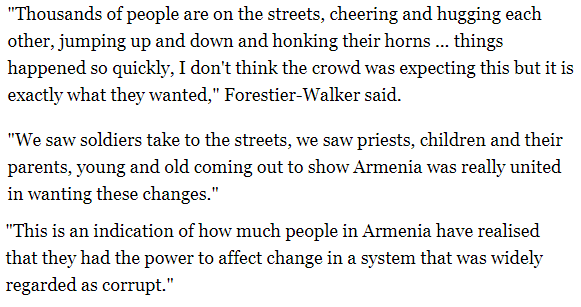 "Thousands of people are on the streets, cheering and hugging each
other, jumping up and down and honking their horns ... things
happened so quickly, I don't think the crowd was expecting this but it is
exactly what they wanted," Forestier-Walker said.
"We saw soldiers take to the streets, we saw priests, children and their
parents, young and old coming out to show Armenia was really united
in wanting these changes."
"This is an indication of how much people in Armenia have realised
that they had the power to affect change in a system that was widely
regarded as corrupt."